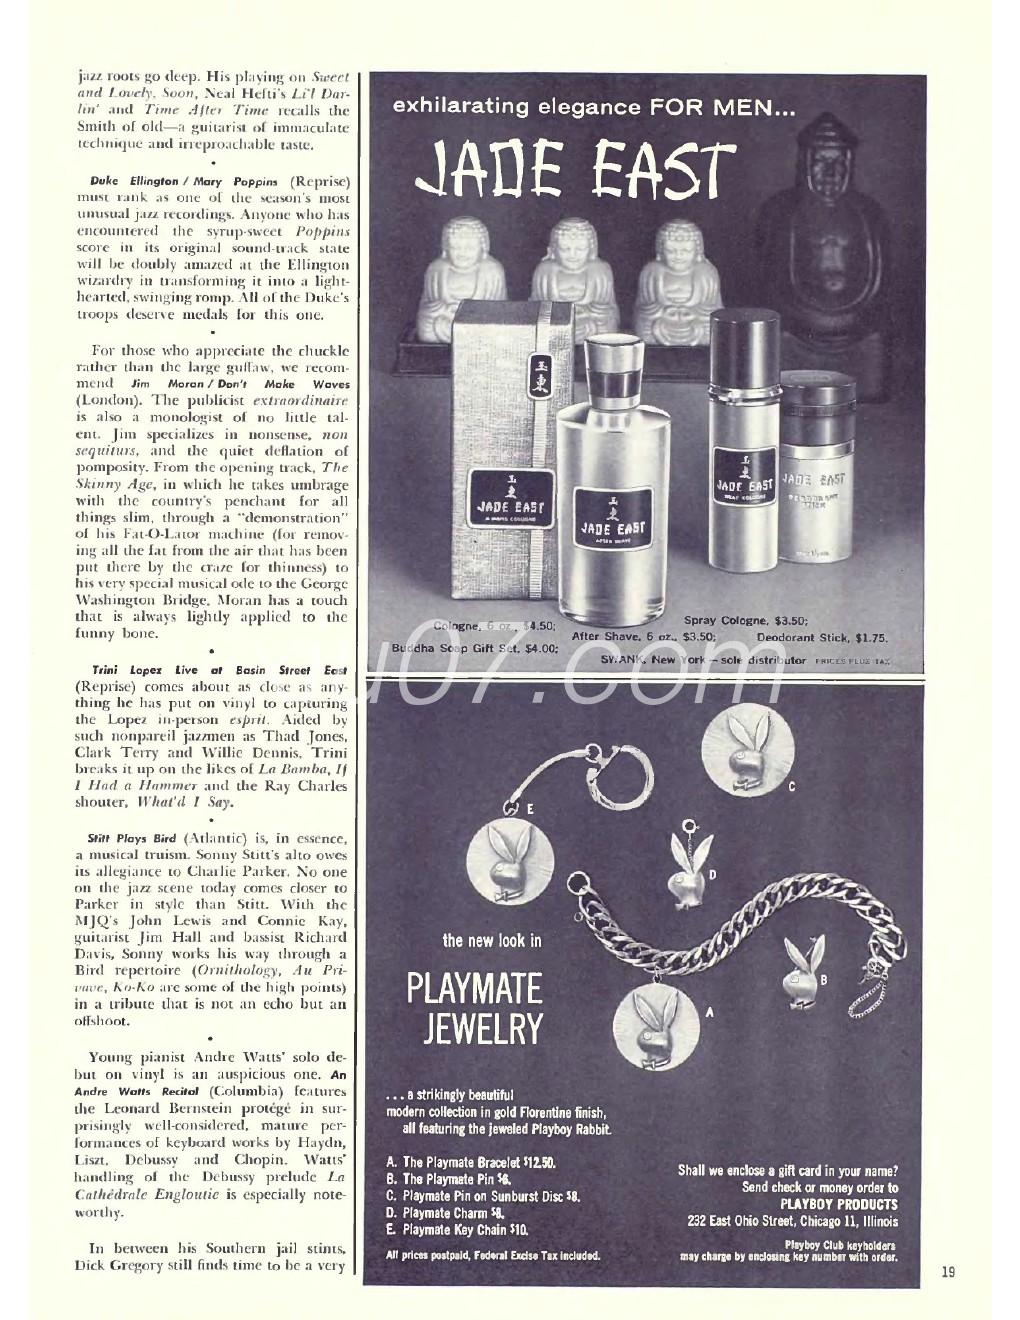 jazz roots go deep. His playing on Sweet
and Lovely, Soon, Neal Hefti's Li'l Dar-
lin' and Time After Time recalls the
Smith of old—a guitarist of immaculate
technique and irreproachable taste.
•
Duke Ellington / Mary Poppins (Reprise)
must rank as one of the season's most
unusual jazz recordings. Anyone who has
encountered the syrup-sweet Poppins
score in its original sound-track state
will be doubly amazed at the Ellington
wizardry in transforming it into a light-
hearted, swinging romp. All of the Duke's
troops deserve medals for this one.
•
For those who appreciate the chuckle
rather than the large guffaw, we recom-
mend Jim Moran / Don't Make Waves
(London). The publicist extraordinaire
is also a monologist of no little tal-
ent. Jim specializes in nonsense, non
sequiturs, and the quiet deflation of
pomposity. From the opening track, The
Skinny Age, in which he takes umbrage
with the country's penchant for all
things slim, through a "demonstration"
of his Fat-O-Lator machine (for remov-
ing all the fat from the air that has been
put there by the craze for thinness) to
his very special musical ode to the George
Washington Bridge, Moran has a touch
that is always lightly applied to the
funny bone.
•
Trini Lopez Live at Basin Street East
(Reprise) comes about as close as any-
thing he has put on vinyl to capturing
the Lopez in-person esprit. Aided by
such nonpareil jazzmen as Thad Jones,
Clark Terry and Willie Dennis, Trini
breaks it up on the likes of La Bamba, If
I Had a Hammer and the Ray Charles
shouter, What'd I Say.
•
Stitt Plays Bird (Atlantic) is, in essence,
a musical truism. Sonny Stitt's alto owes
its allegiance to Charlie Parker. No one
on the jazz scene today comes closer to
Parker in style than Stitt. With the
MJQ's John Lewis and Connie Kay,
guitarist Jim Hall and bassist Richard
Davis, Sonny works his way through a
Bird repertoire (Ornithology, Au Pri-
vave, Ko-Ko are some of the high points)
in a tribute that is not an echo but an
offshoot.
•
Young pianist Andre Watts' solo de-
but on vinyl is an auspicious one. An
Andre Watts Recital (Columbia) features
the Leonard Bernstein protégé in sur-
prisingly well-considered, mature per-
formances of keyboard works by Haydn,
Liszt, Debussy and Chopin. Watts'
handling of the Debussy prelude La
Cathédrale Engloutie is especially note-
worthy.
•
In between his Southern jail stints,
Dick Gregory still finds time to be a very
exhilarating elegance FOR MEN...
JADE EAST
玉
東
JADE EAST
JADE EAST
AFTER SHAVE
JADE EAST
JADE EAST
DEODORANT
STICK
Cologne, 6 oz., $4.50;
Spray Cologne, $3.50;
After Shave, 6 oz., $3.50;
Deodorant Stick, $1.75.
Buddha Soap Gift Set, $4.00;
SWANK, New York – sole distributor PRICES PLUS TAX
u07.com
C
E
D
B
A
the new look in
PLAYMATE
JEWELRY
... a strikingly beautiful
modern collection in gold Florentine finish,
all featuring the jeweled Playboy Rabbit.
A. The Playmate Bracelet $12.50.
B. The Playmate Pin $6.
C. Playmate Pin on Sunburst Disc $8.
D. Playmate Charm $8.
E. Playmate Key Chain $10.
All prices postpaid, Federal Excise Tax included.
Shall we enclose a gift card in your name?
Send check or money order to
PLAYBOY PRODUCTS
232 East Ohio Street, Chicago 11, Illinois
Playboy Club keyholders
may charge by enclosing key number with order.
19